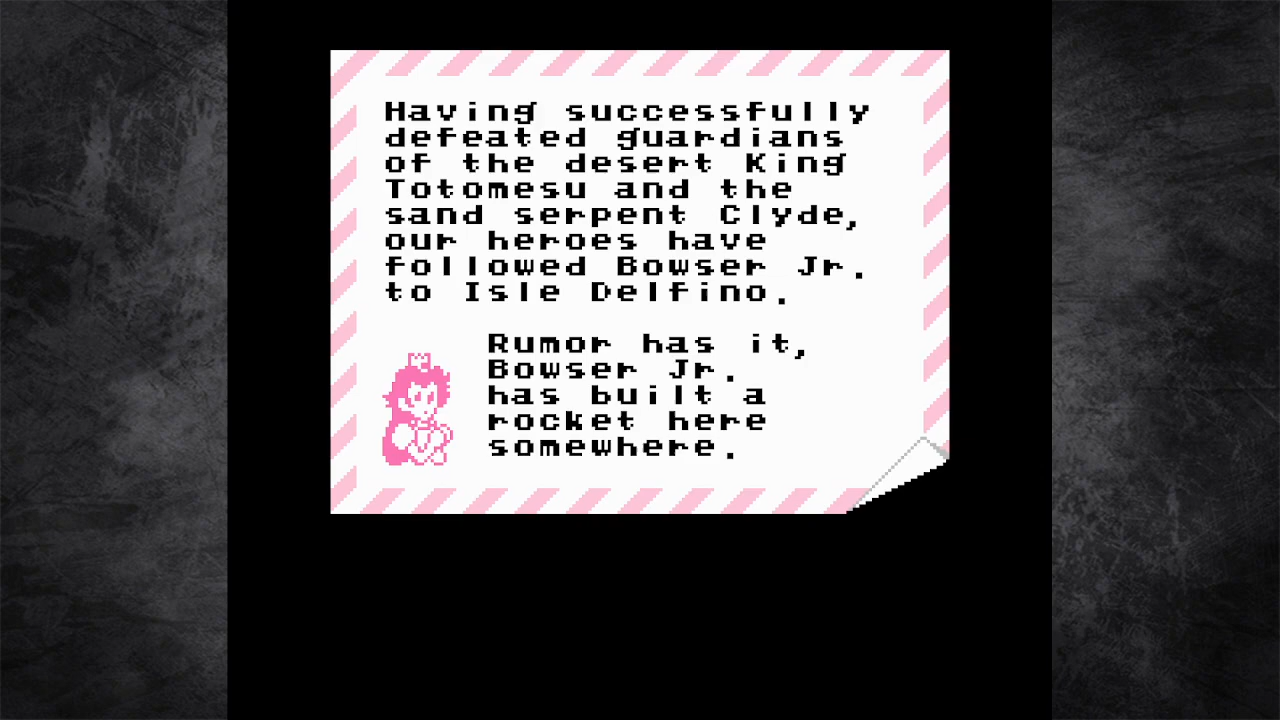 Having successfully
defeated guardians
of the desert King
Totomesu and the
sand serpent Clyde,
our heroes have
followed Bowser Jr.
to Isle Delfino.
Rumor has it,
Bowser Jr.
has built a
rocket here
somewhere.